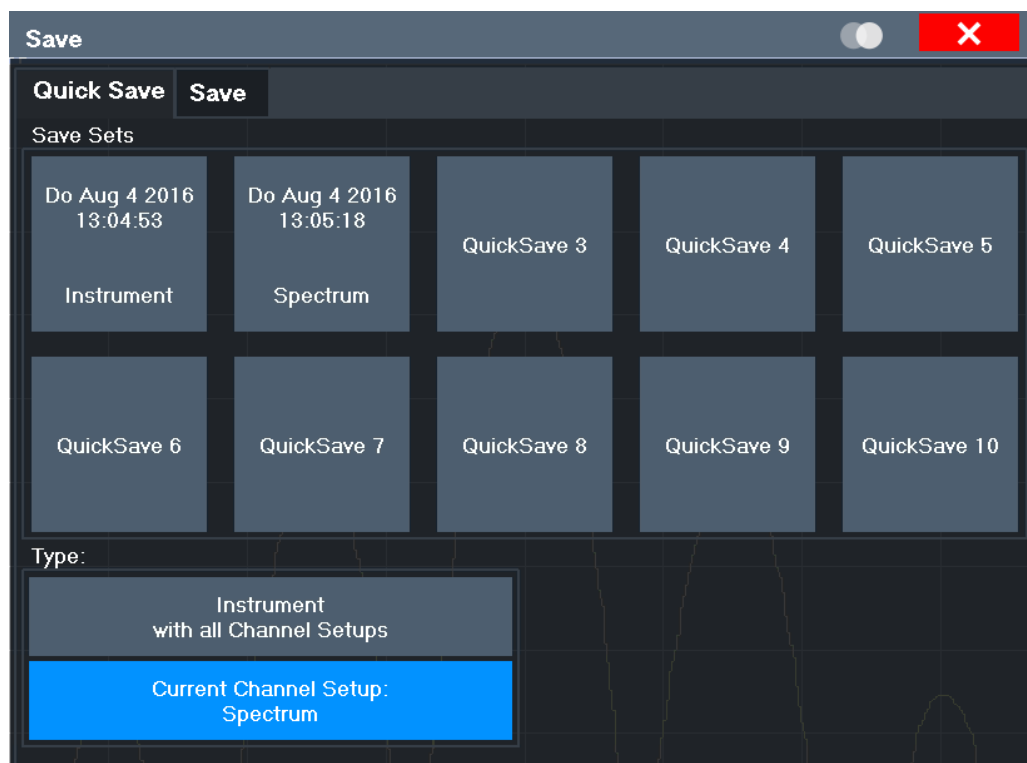 Save
Quick Save Save
Save Sets
Do Aug 4 2016
13:04:53
Instrument
Do Aug 4 2016
13:05:18
Spectrum
QuickSave 3
QuickSave 4
QuickSave 5
QuickSave 6
QuickSave 7
QuickSave 8
QuickSave 9
QuickSave 10
Type:
Instrument
with all Channel Setups
Current Channel Setup:
Spectrum